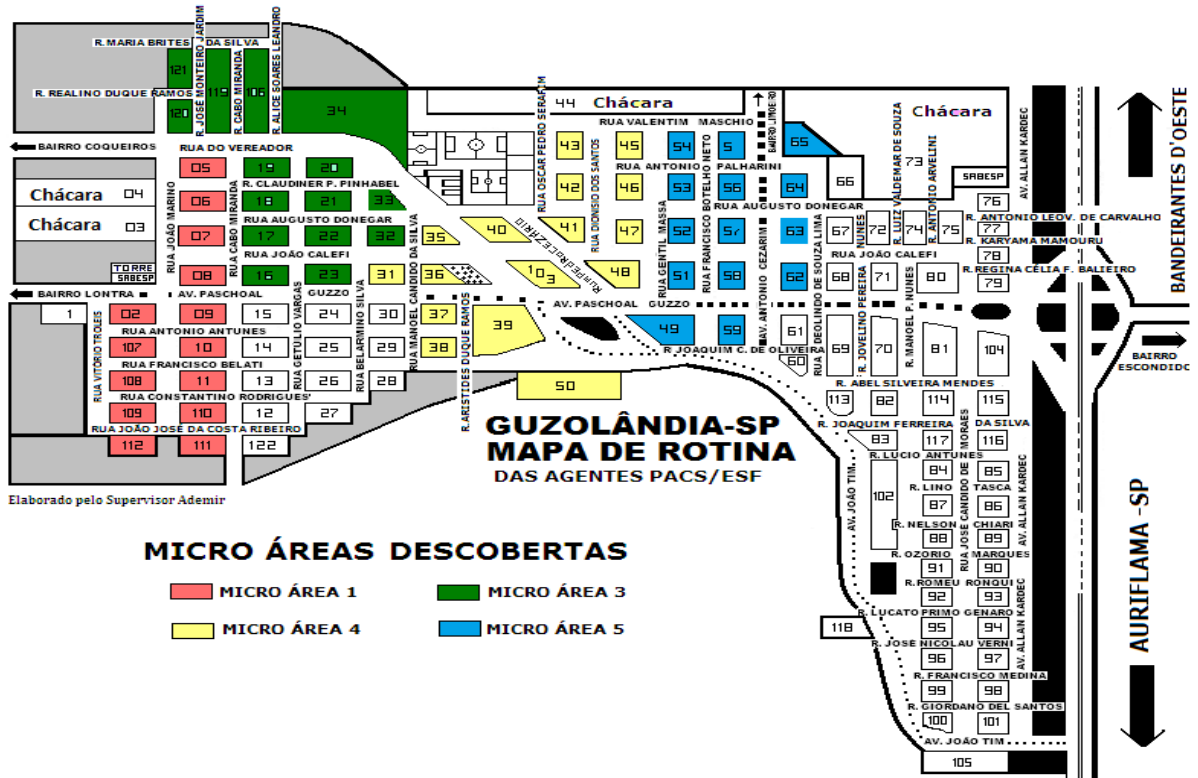 R. MARIA BRITES DA SILVA
R. JOSÉ MONTEIRO JARDIM
R. CABO MIRANDA
R. ALICE SOARES LEANDRO
121
R. REALINO DUQUE RAMOS
119
106
120
34
44 Chácara
RUA VALENTIM MASCHIO
BAIRRO LIMOEIRO
Chácara
73
SABESP
BAIRRO COQUEIROS
RUA DO VEREADOR
RUA OSCAR PEDRO SERAFIM
43
45
54
5
65
66
05
19
20
R. CLAUDINER P. PINHABEL
RUA ANTONIO PALHARINI
Chácara 04
Chácara 03
RUA JOÃO MARINO
RUA CABO MIRANDA
06
18
21
33
42
46
53
56
64
76
RUA AUGUSTO DONEGAR
RUA AUGUSTO DONEGAR
R. ANTONIO LEOV. DE CARVALHO
07
17
22
32
35
40
41
47
52
57
63
67
72
74
75
77
R. KARYAMA MAMOURU
RUA JOÃO CALEFI
RUA JOÃO CALEFI
78
R. REGINA CÉLIA F. BALIEIRO
RUA DIONISIO DOS SANTOS
RUA GENTIL MASSA
RUA FRANCISCO BOTELHO NETO
AV. ANTONIO CEZARIM
RUA DEOLINDO DE SOUZA LIMA
NUNES
R. LUIZ VALDEMAR DE SOUZA
R. ANTONIO ARVELINI
AV. ALLAN KARDEC
TORRE
SABESP
08
16
23
31
36
103
48
51
58
62
68
71
80
79
BAIRRO LONTRA
AV. PASCHOAL GUZZO
AV. PASCHOAL GUZZO
1
02
09
15
24
30
37
39
49
59
61
69
70
81
104
RUA ANTONIO ANTUNES
RUA VITORIO TROLEIS
RUA GETULIO VARGAS
RUA BELARMINO SILVA
RUA MANOEL CANDIDO DA SILVA
R. ARISTIDES DUQUE RAMOS
R. JOVELINO PEREIRA
R. MANOEL P. NUNES
107
10
14
25
29
38
R. JOAQUIM C. DE OLIVEIRA
60
RUA FRANCISCO BELATI
108
11
13
26
28
50
R. ABEL SILVEIRA MENDES
RUA CONSTANTINO RODRIGUES'
109
110
12
27
113
82
114
115
RUA JOÃO JOSÉ DA COSTA RIBEIRO
R. JOAQUIM FERREIRA DA SILVA
112
111
122
83
117
116
GUZOLÂNDIA-SP
MAPA DE ROTINA
DAS AGENTES PACS/ESF
R. LUCIO ANTUNES
84
85
102
R. LINO TASCA
Elaborado pelo Supervisor Ademir
87
86
R. NELSON CHIARI
AV. JOÃO TIM
RUA JOSÉ CANDIDO DE MORAES
AV. ALLAN KARDEC
88
89
R. OZORIO MARQUES
MICRO ÁREAS DESCOBERTAS
91
90
R. ROMEU RONQUI
MICRO ÁREA 1
MICRO ÁREA 3
92
93
R. LUCATO PRIMO GENARO
MICRO ÁREA 4
MICRO ÁREA 5
118
95
94
R. JOSÉ NICOLAU VERNI
96
97
AV. ALLAN KARDEC
R. FRANCISCO MEDINA
99
98
R. GIORDANO DEL SANTOS
100
101
AV. JOÃO TIM
105
BANDEIRANTES D'OESTE
BAIRRO
ESCONDIDO
AURIFLAMA -SP